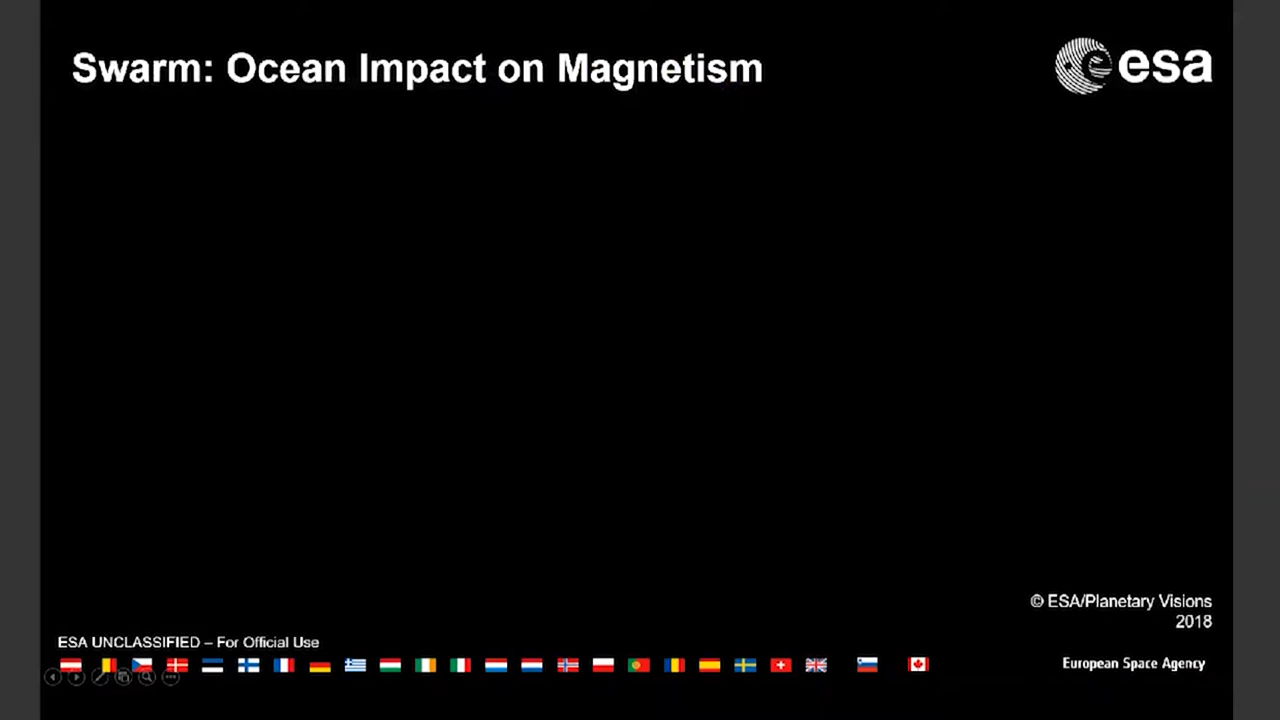 Swarm: Ocean Impact on Magnetism
esa
© ESA/Planetary Visions
2018
ESA UNCLASSIFIED – For Official Use
European Space Agency